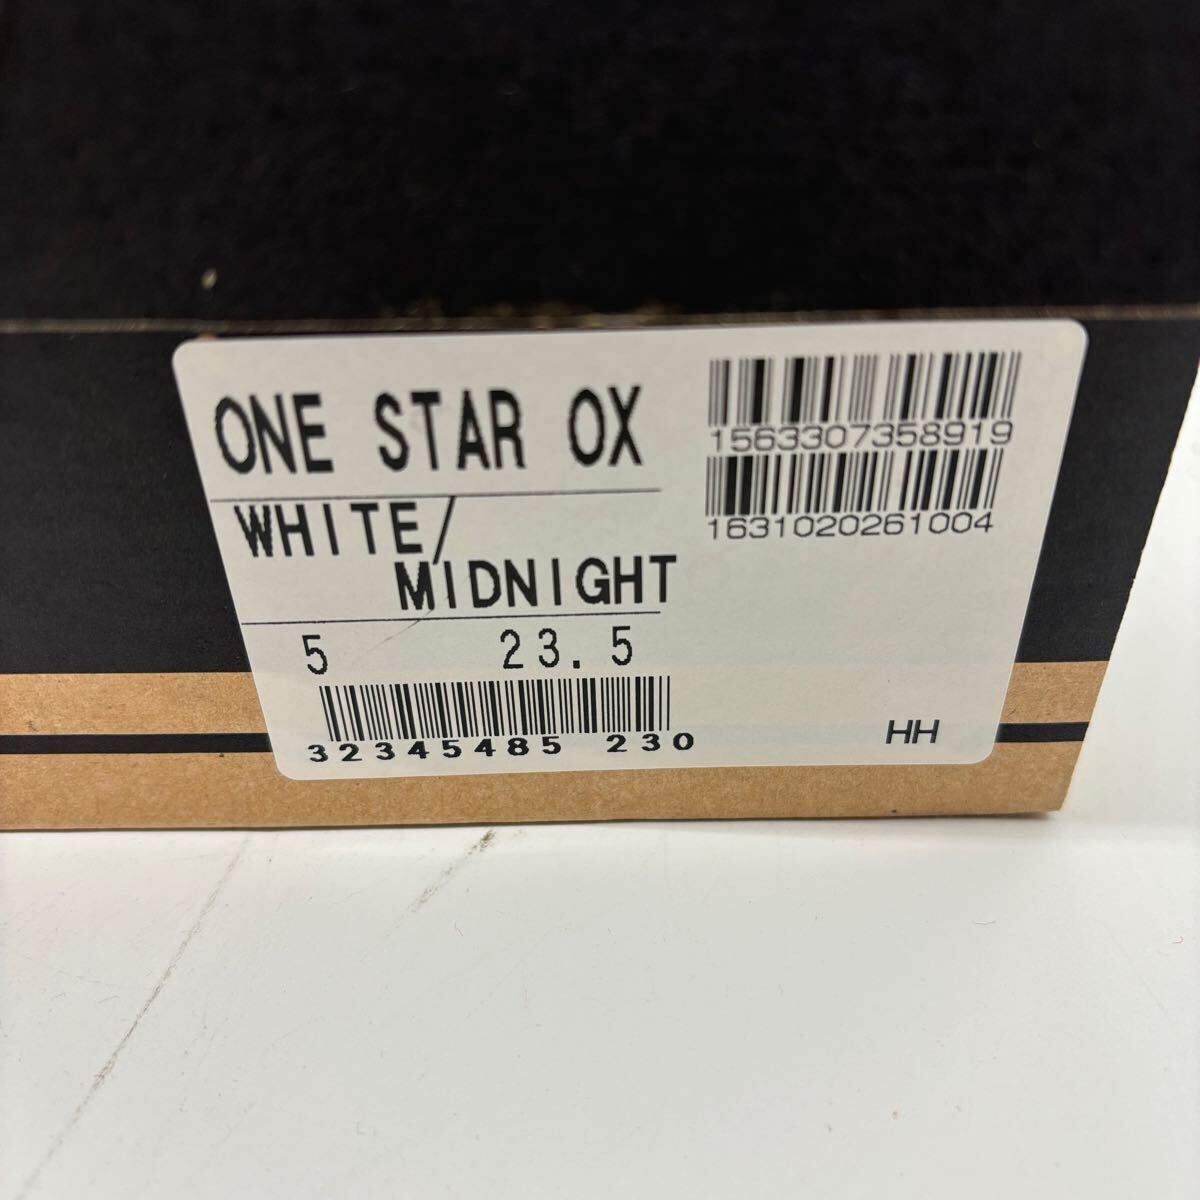 ONE STAR OX
WHITE/
MIDNIGHT
5 23.5
32345485 230
1563307358919
1631020261004
HH